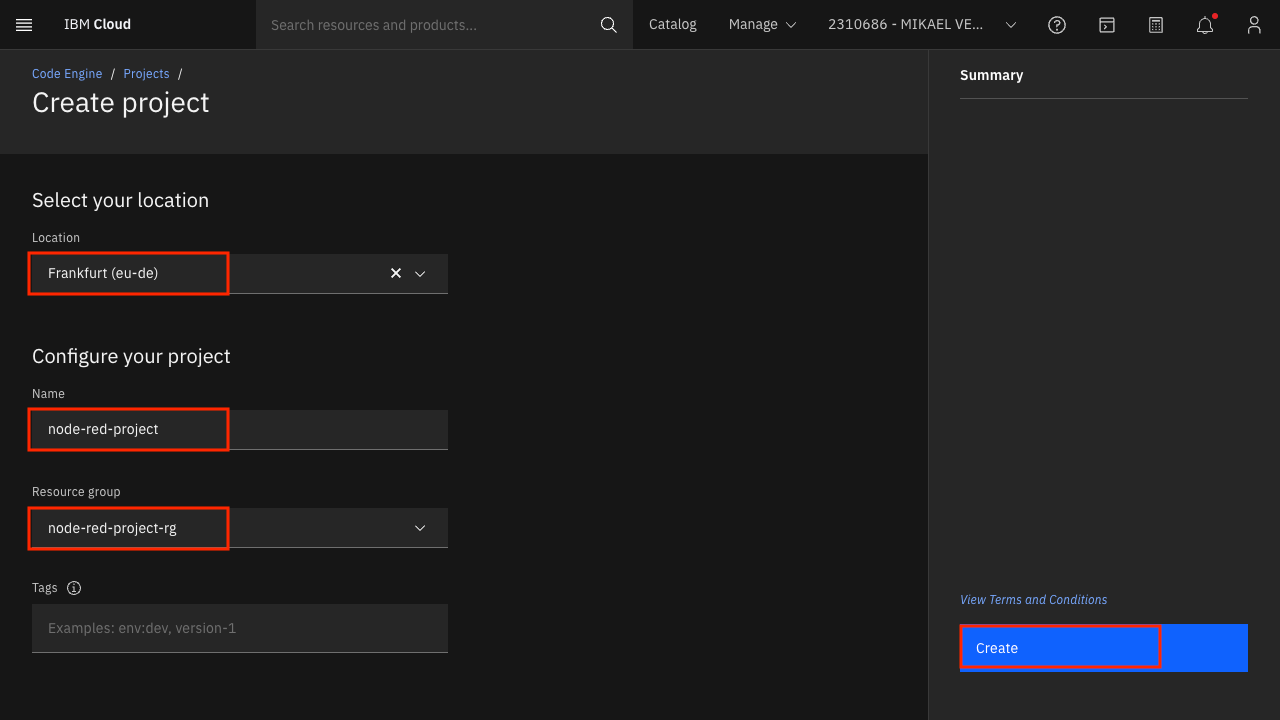 IBM Cloud
Search resources and products...
Catalog
Manage
2310686 - MIKAEL VE...
Code Engine / Projects /
Create project
Select your location
Location
Frankfurt (eu-de)
Configure your project
Name
node-red-project
Resource group
node-red-project-rg
Tags
Examples: env:dev, version-1
Summary
View Terms and Conditions
Create